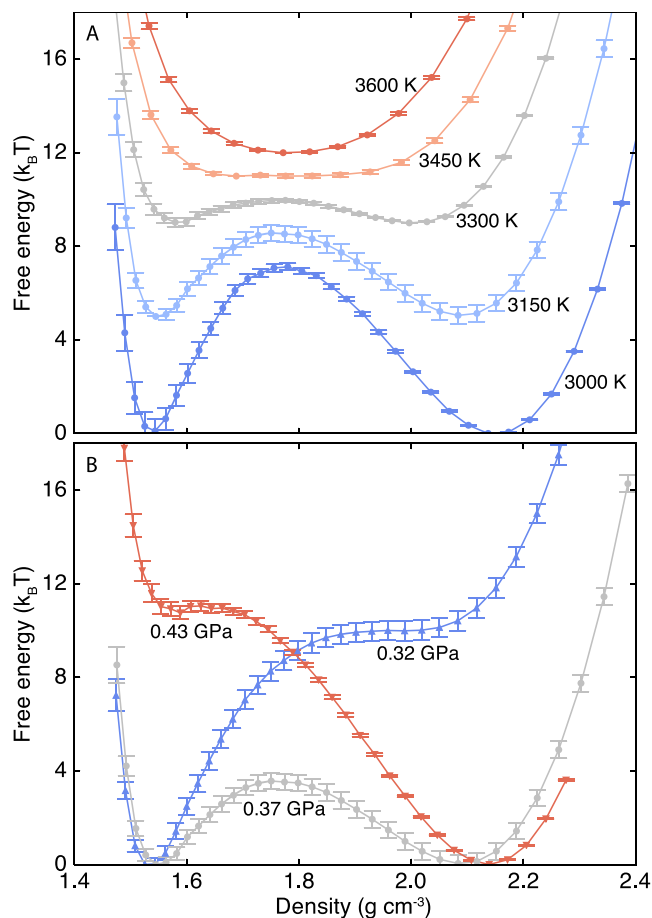 A
16
12
8
4
0
Free energy (kBT)
3600 K
3450 K
3300 K
3150 K
3000 K
B
16
12
8
4
0
Free energy (kBT)
0.43 GPa
0.32 GPa
0.37 GPa
1.4 1.6 1.8 2.0 2.2 2.4
Density (g cm⁻³)